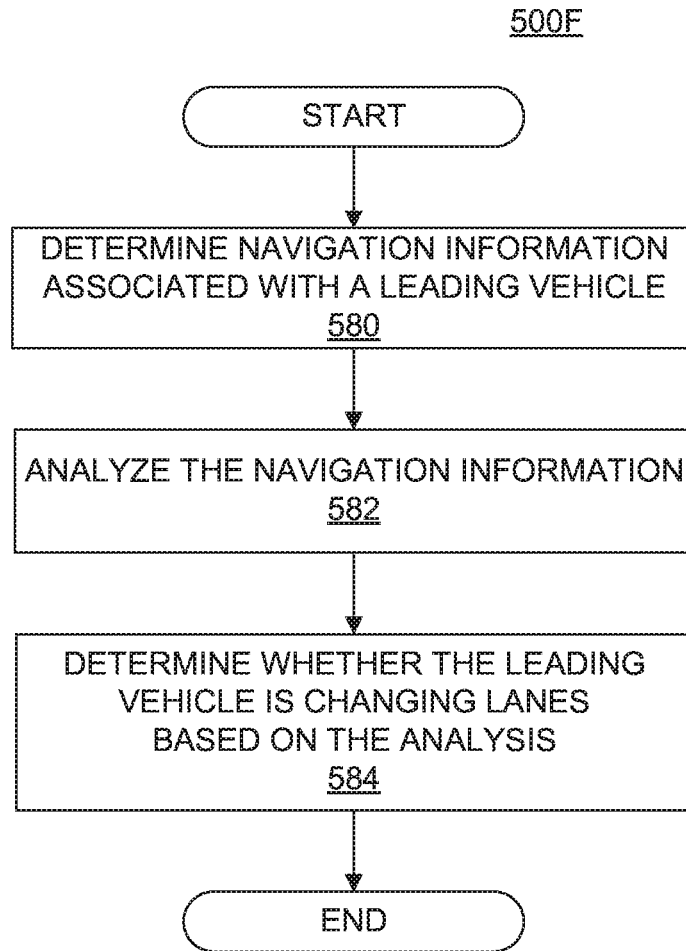 500F
START
DETERMINE NAVIGATION INFORMATION
ASSOCIATED WITH A LEADING VEHICLE
580
ANALYZE THE NAVIGATION INFORMATION
582
DETERMINE WHETHER THE LEADING
VEHICLE IS CHANGING LANES
BASED ON THE ANALYSIS
584
END